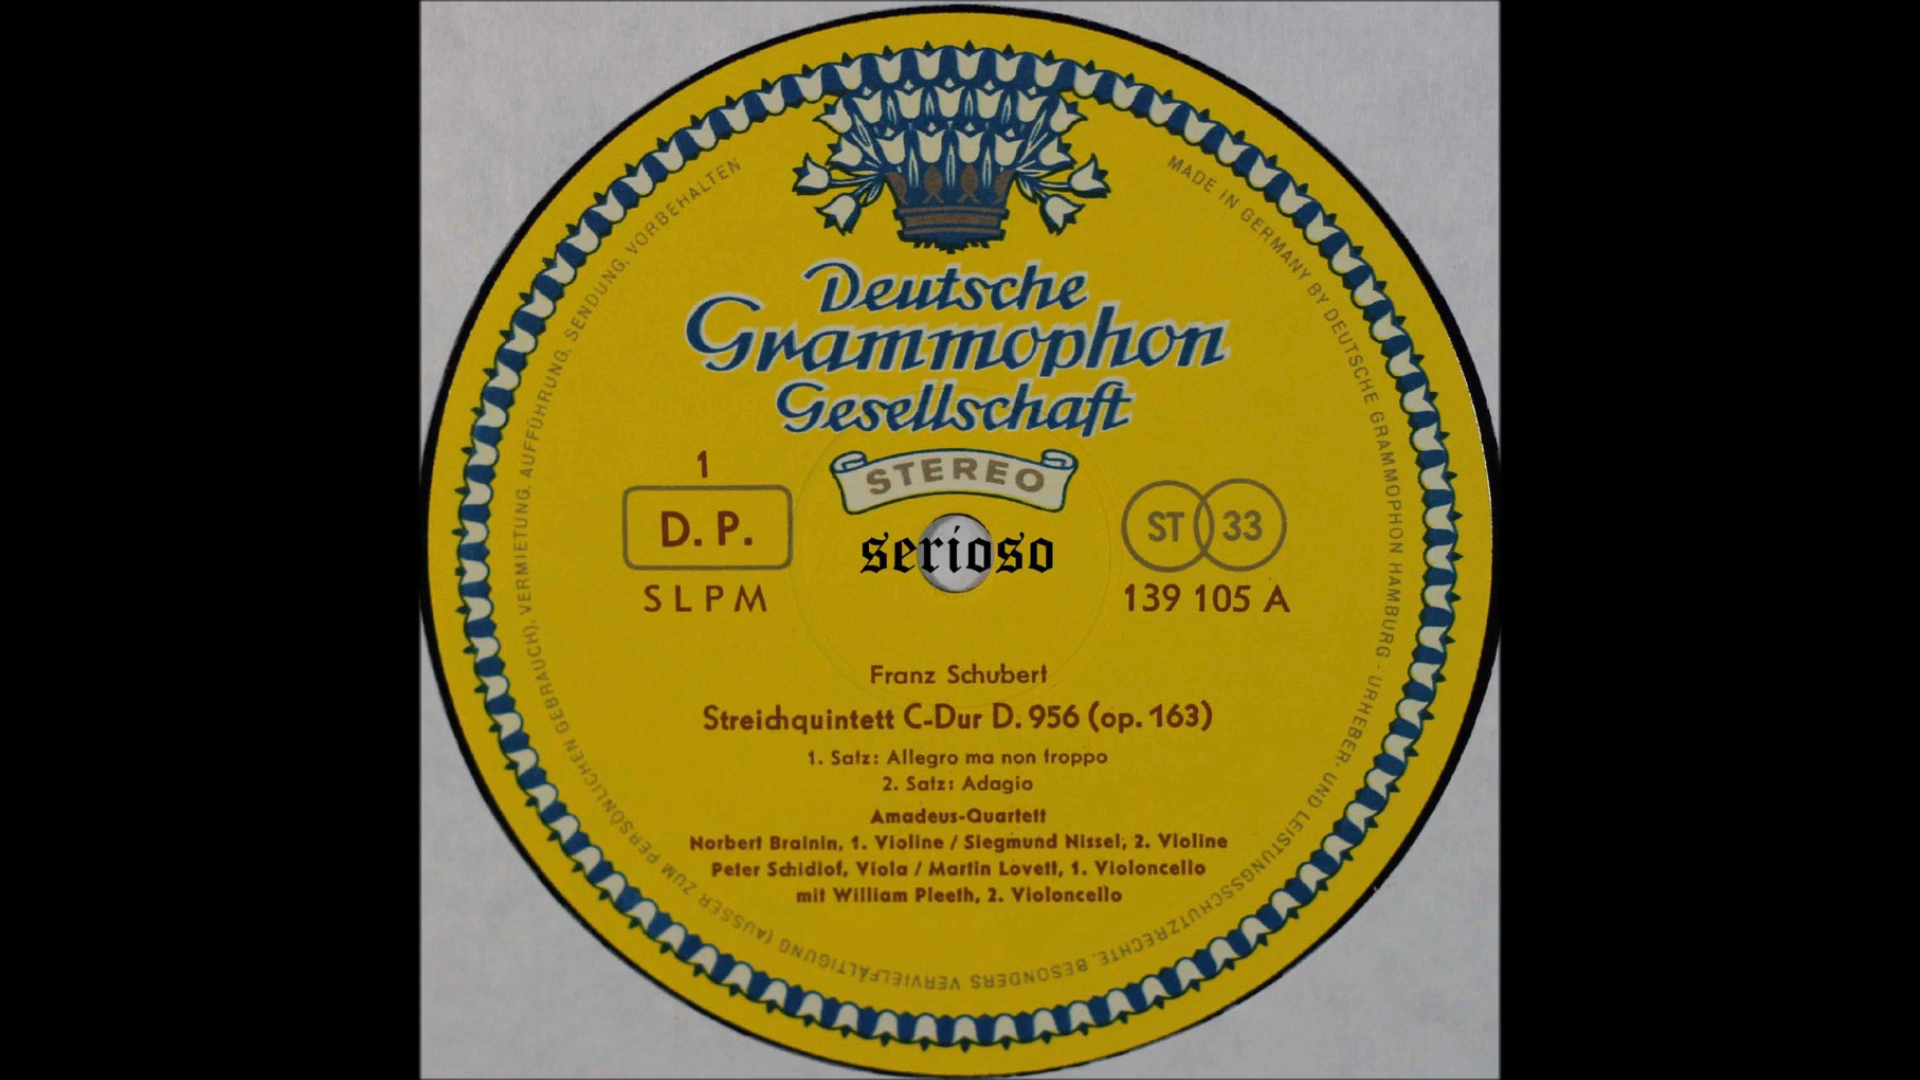 Deutsche
Grammophon
Gesellschaft
STEREO
1
D. P.
SLPM
serioso
ST 33
139 105 A
Franz Schubert
Streichquintett C-Dur D. 956 (op. 163)
1. Satz: Allegro ma non troppo
2. Satz: Adagio
Amadeus-Quartett
Norbert Brainin, 1. Violine / Siegmund Nissel, 2. Violine
Peter Schidlof, Viola / Martin Lovett, 1. Violoncello
mit William Pleeth, 2. Violoncello
MADE IN GERMANY BY DEUTSCHE GRAMMOPHON HAMBURG · URHEBER- UND LEISTUNGSSCHUTZRECHTE, BESONDERS VERVIELFÄLTIGUNG (AUSSER ZUM PERSÖNLICHEN GEBRAUCH), VERMIETUNG, AUFFÜHRUNG, SENDUNG, VORBEHALTEN